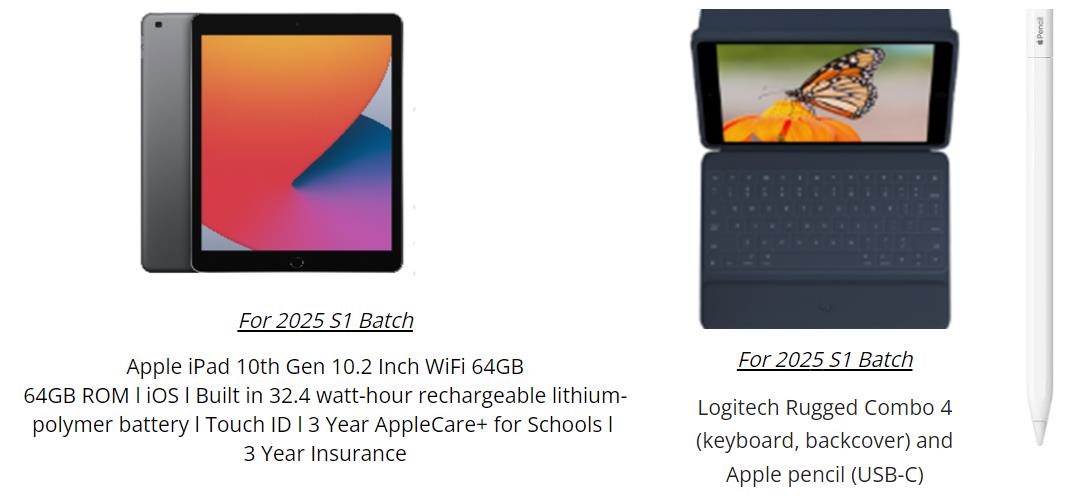 For 2025 S1 Batch
Apple iPad 10th Gen 10.2 Inch WiFi 64GB
64GB ROM l iOS l Built in 32.4 watt-hour rechargeable lithium-
polymer battery l Touch ID l 3 Year AppleCare+ for Schools l
3 Year Insurance
For 2025 S1 Batch
Logitech Rugged Combo 4
(keyboard, backcover) and
Apple pencil (USB-C)
Pencil